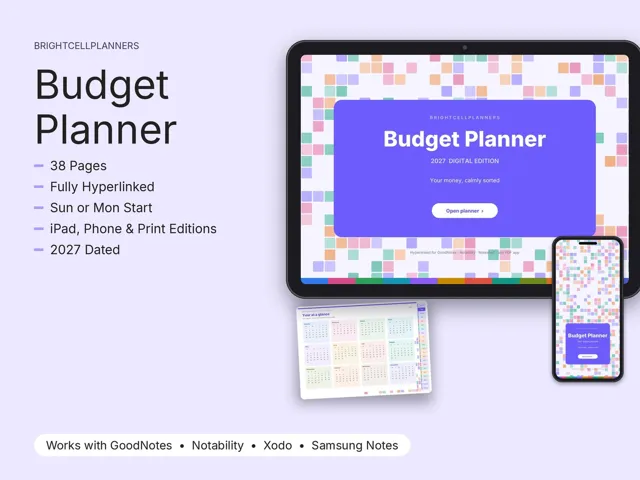 BRIGHTCELLPLANNERS
Budget
Planner
38 Pages
Fully Hyperlinked
Sun or Mon Start
iPad, Phone & Print Editions
2027 Dated
BRIGHTCELLPLANNERS
Budget Planner
2027 DIGITAL EDITION
Your money, calmly sorted
Open planner ›
Year at a glance
Budget Planner
Works with GoodNotes • Notability • Xodo • Samsung Notes